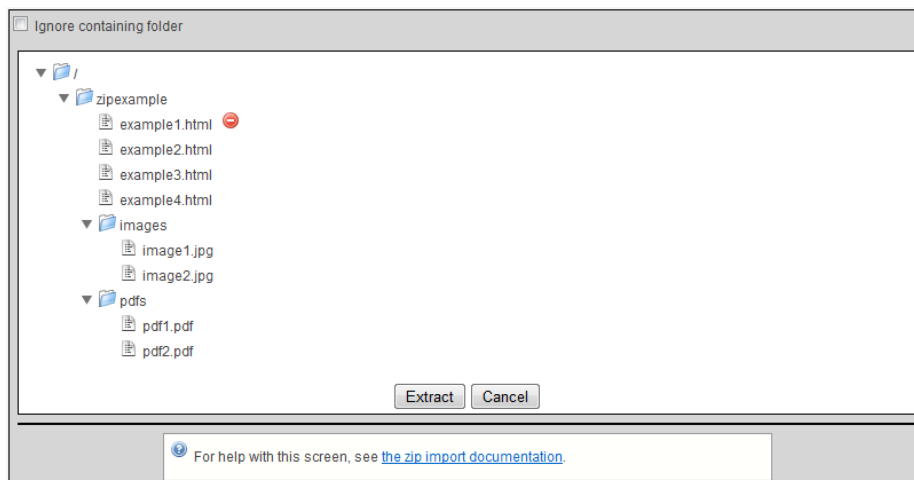 Ignore containing folder
/
zipexample
example1.html
example2.html
example3.html
example4.html
images
image1.jpg
image2.jpg
pdfs
pdf1.pdf
pdf2.pdf
Extract Cancel
For help with this screen, see the zip import documentation.